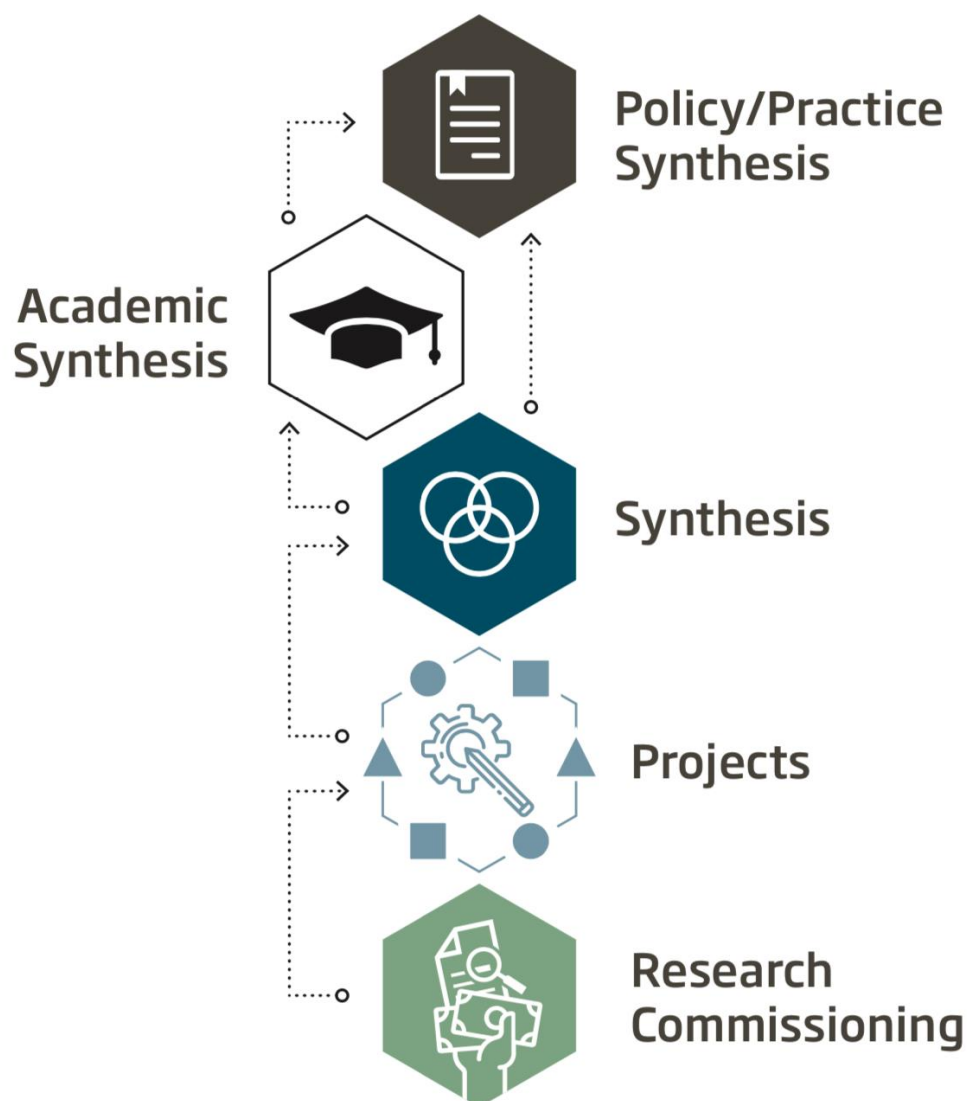 Policy/Practice
Synthesis
Academic
Synthesis
Synthesis
Projects
Research
Commissioning